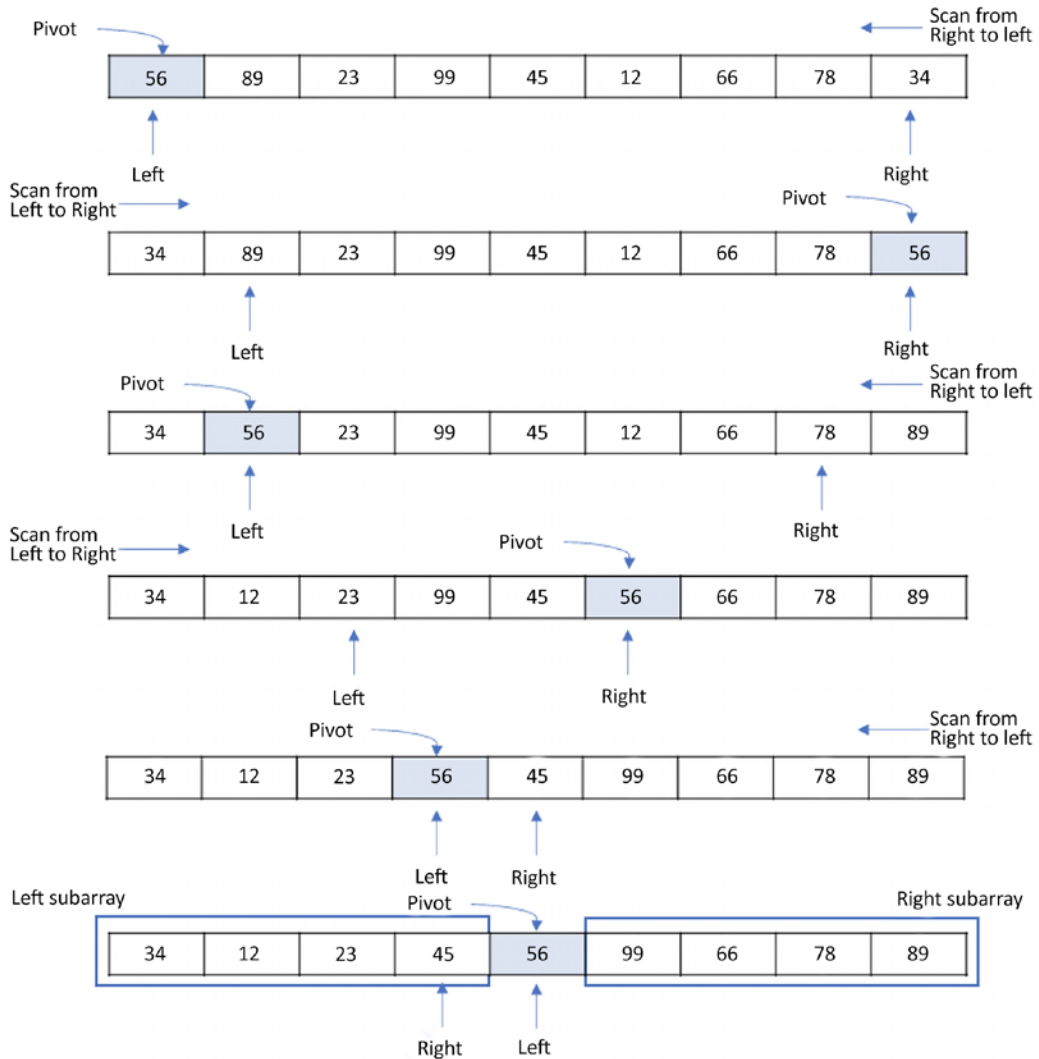 Scan from
Right to left
Pivot
56 89 23 99 45 12 66 78 34
Left
Right
Scan from
Left to Right
Pivot
34 89 23 99 45 12 66 78 56
Left
Right
Scan from
Right to left
Pivot
34 56 23 99 45 12 66 78 89
Left
Right
Scan from
Left to Right
Pivot
34 12 23 99 45 56 66 78 89
Left
Right
Scan from
Right to left
Pivot
34 12 23 56 45 99 66 78 89
Left
Right
Left subarray
Pivot
Right subarray
34 12 23 45 56 99 66 78 89
Right
Left